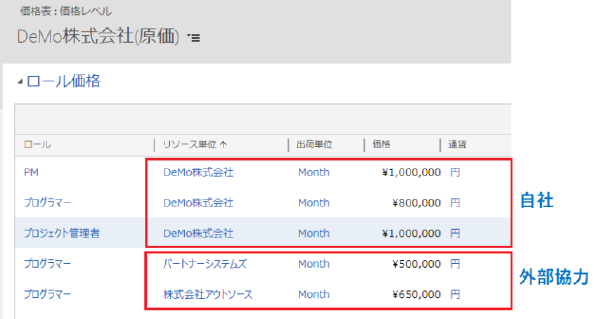 価格表 : 価格レベル
DeMo株式会社(原価)
ロール価格
ロール リソース単位 ↑ 出荷単位 価格 通貨
PM DeMo株式会社 Month ¥1,000,000 円
プログラマー DeMo株式会社 Month ¥800,000 円
プロジェクト管理者 DeMo株式会社 Month ¥1,000,000 円
自社
プログラマー パートナーシステムズ Month ¥500,000 円
プログラマー 株式会社アウトソース Month ¥650,000 円
外部協力